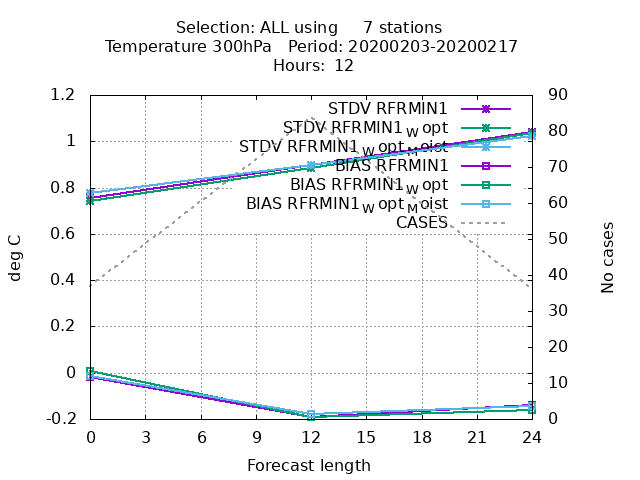 Selection: ALL using     7 stations
Temperature 300hPa   Period: 20200203-20200217
Hours: 12
1.2
1
0.8
0.6
0.4
0.2
0
-0.2
deg C
STDV RFRMIN1
STDV RFRMIN1_W opt
STDV RFRMIN1_W opt_M oist
BIAS RFRMIN1
BIAS RFRMIN1_W opt
BIAS RFRMIN1_W opt_M oist
CASES
90
80
70
60
50
40
30
20
10
0
No cases
0 3 6 9 12 15 18 21 24
Forecast length